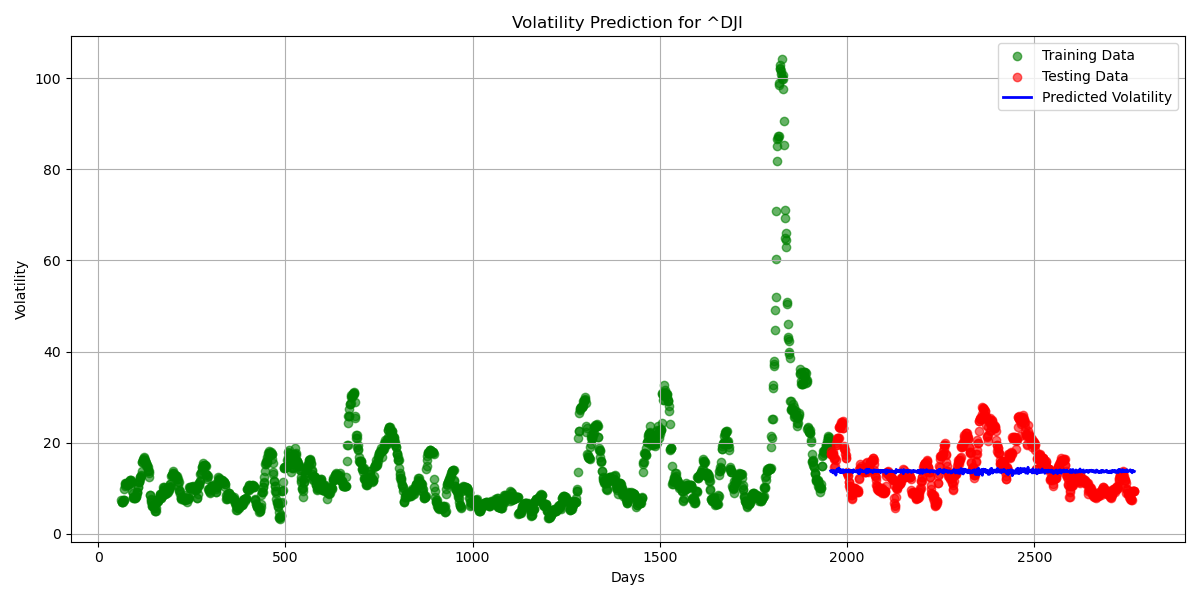 Volatility Prediction for ^DJI
Training Data
Testing Data
Predicted Volatility
Volatility
100
80
60
40
20
0
0 500 1000 1500 2000 2500
Days